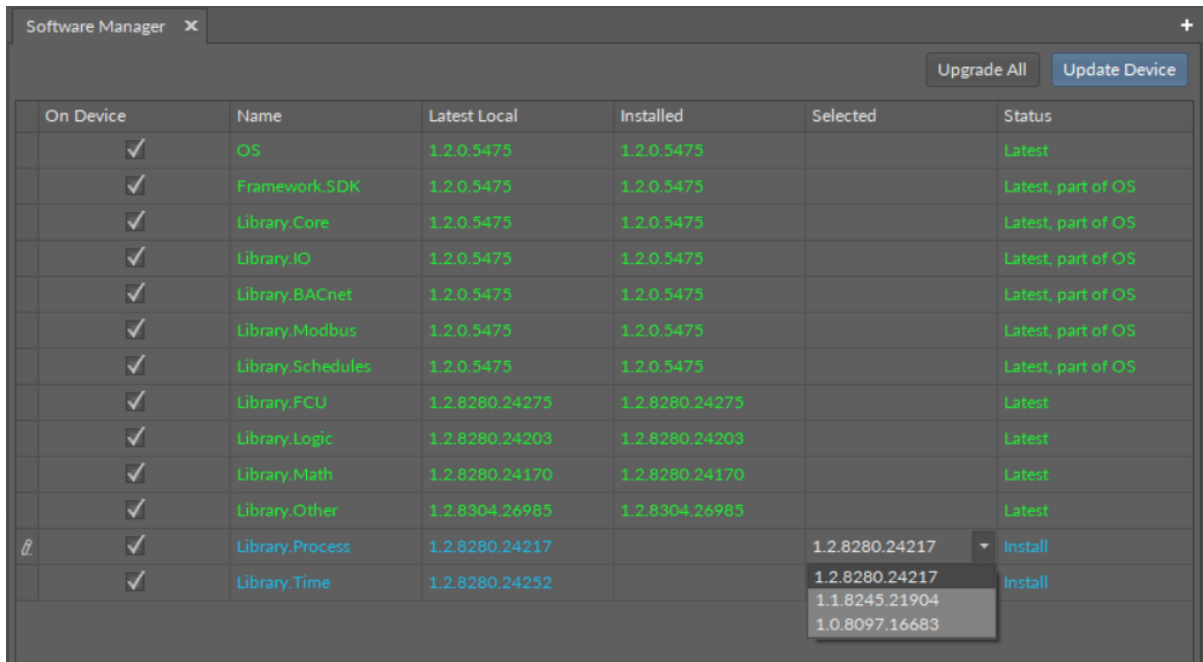 Software Manager
Upgrade All Update Device
On Device Name Latest Local Installed Selected Status
OS 1.2.0.5475 1.2.0.5475 Latest
Framework.SDK 1.2.0.5475 1.2.0.5475 Latest, part of OS
Library.Core 1.2.0.5475 1.2.0.5475 Latest, part of OS
Library.IO 1.2.0.5475 1.2.0.5475 Latest, part of OS
Library.BACnet 1.2.0.5475 1.2.0.5475 Latest, part of OS
Library.Modbus 1.2.0.5475 1.2.0.5475 Latest, part of OS
Library.Schedules 1.2.0.5475 1.2.0.5475 Latest, part of OS
Library.FCU 1.2.8280.24275 1.2.8280.24275 Latest
Library.Logic 1.2.8280.24203 1.2.8280.24203 Latest
Library.Math 1.2.8280.24170 1.2.8280.24170 Latest
Library.Other 1.2.8304.26985 1.2.8304.26985 Latest
Library.Process 1.2.8280.24217 1.2.8280.24217 Install
Library.Time 1.2.8280.24252 1.2.8280.24217 Install
1.1.8245.21904
1.0.8097.16683